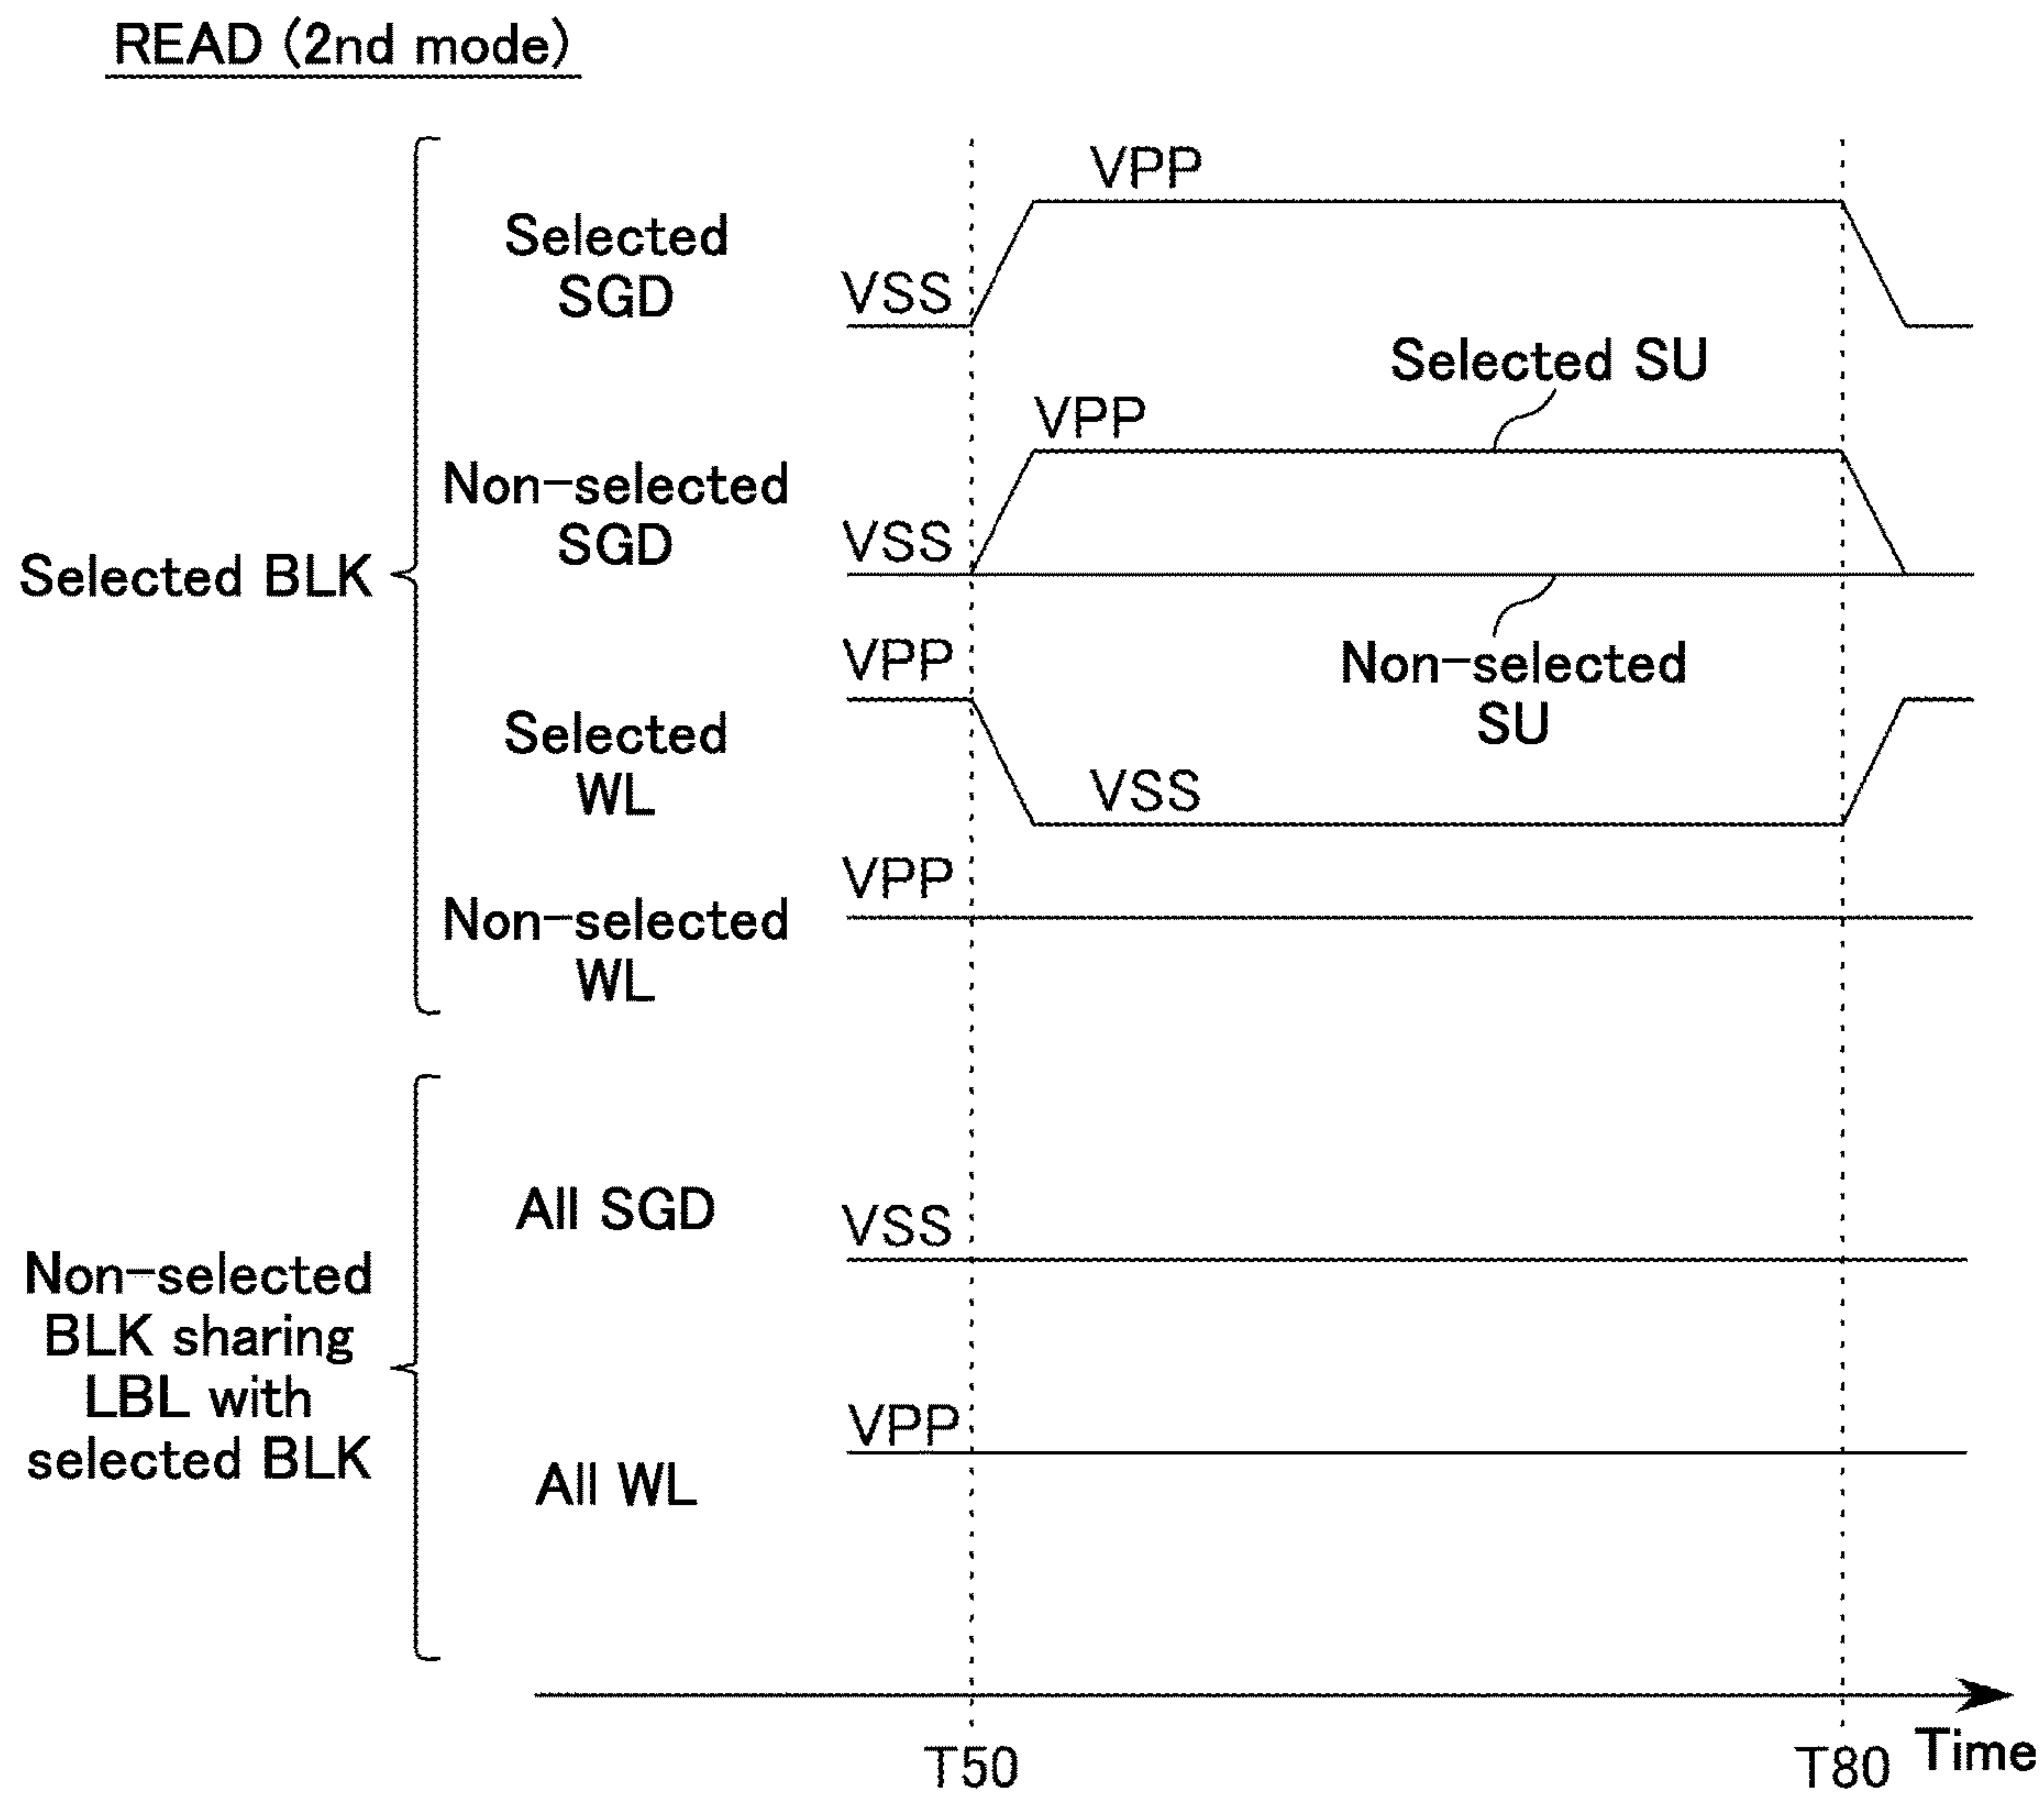 READ (2nd mode)
VPP
Selected
SGD
VSS
Selected SU
VPP
Non-selected
SGD
VSS
Selected BLK
Non-selected
SU
VPP
Selected
WL
VSS
VPP
Non-selected
WL
All SGD
VSS
Non-selected
BLK sharing
LBL with
selected BLK
VPP
All WL
T50
T80
Time